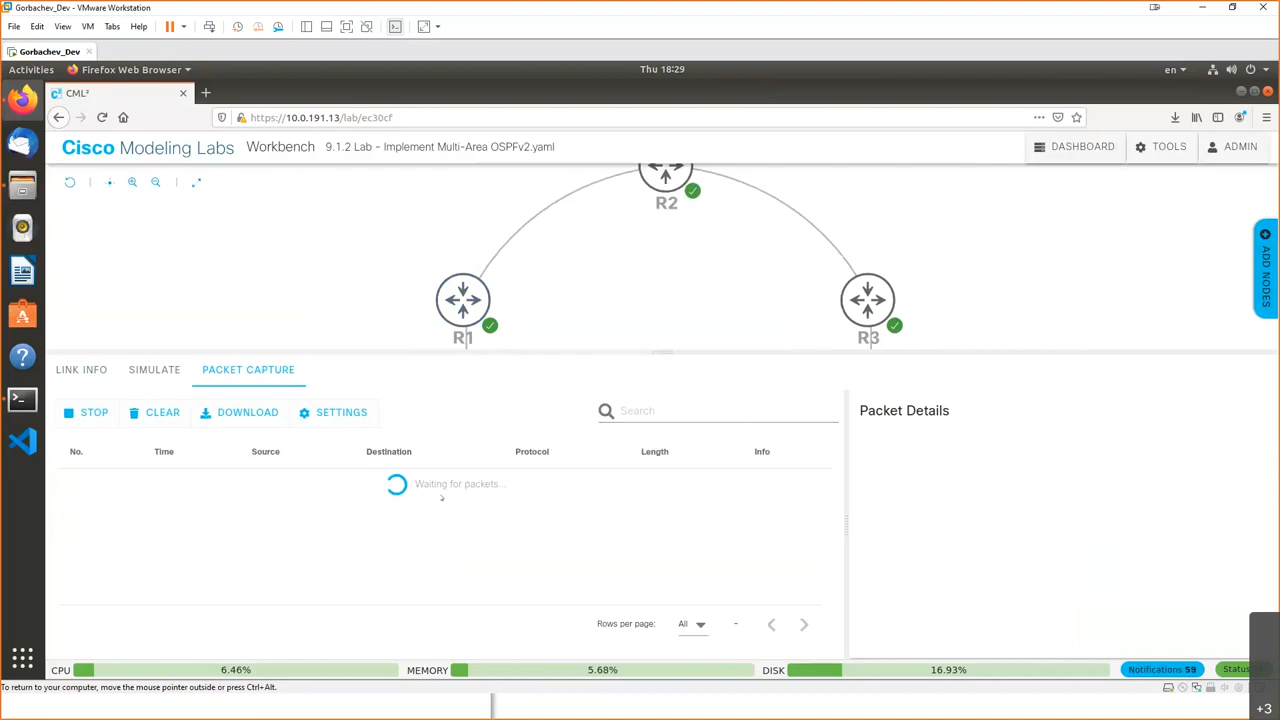 Gorbachev_Dev - VMware Workstation
File Edit View VM Tabs Help
Gorbachev_Dev
Activities Firefox Web Browser Thu 18:29 en
CML²
https://10.0.191.13/lab/ec30cf
Cisco Modeling Labs Workbench 9.1.2 Lab - Implement Multi-Area OSPFv2.yaml DASHBOARD TOOLS ADMIN
R2
ADD NODES
R1 R3
LINK INFO SIMULATE PACKET CAPTURE
STOP CLEAR DOWNLOAD SETTINGS Search
Packet Details
No. Time Source Destination Protocol Length Info
Waiting for packets...
Rows per page: All -
CPU 6.46% MEMORY 5.68% DISK 16.93% Notifications 59 Status
To return to your computer, move the mouse pointer outside or press Ctrl+Alt.
+3